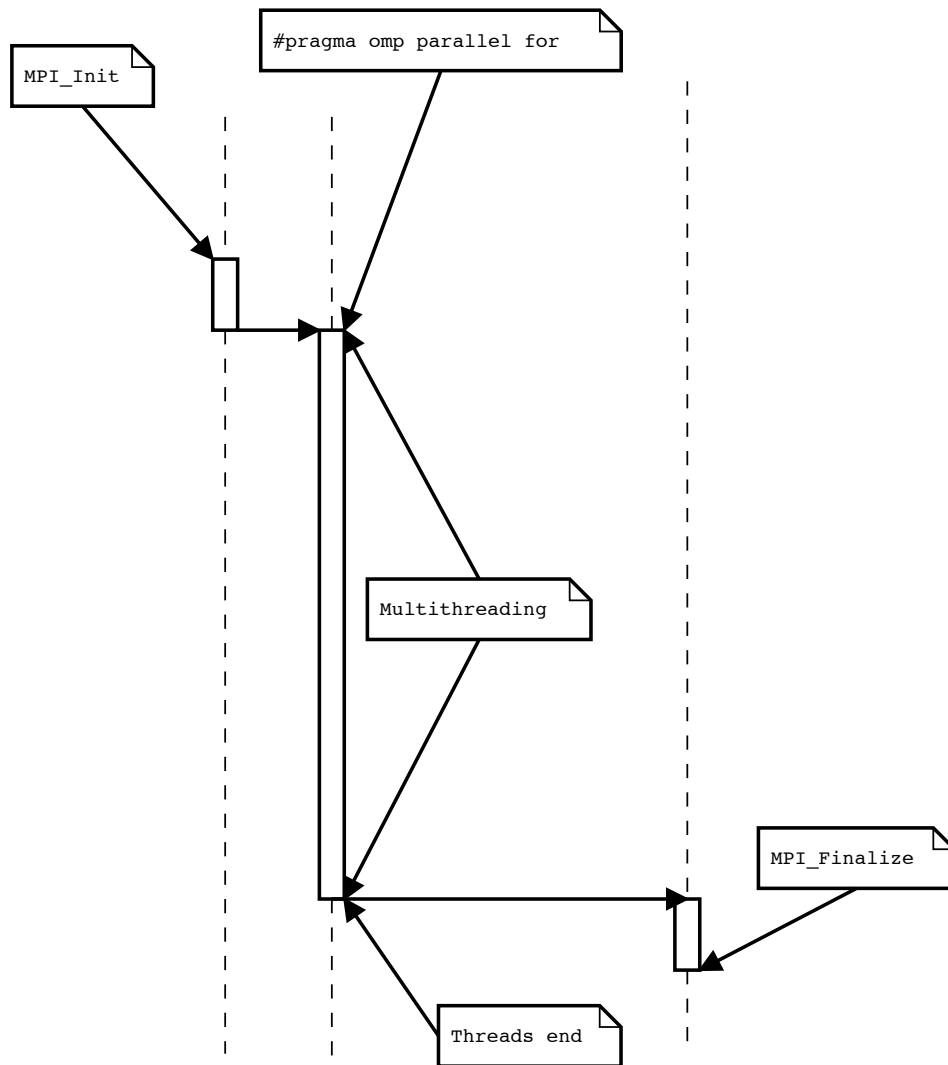 #pragma omp parallel for
MPI_Init
Multithreading
MPI_Finalize
Threads end